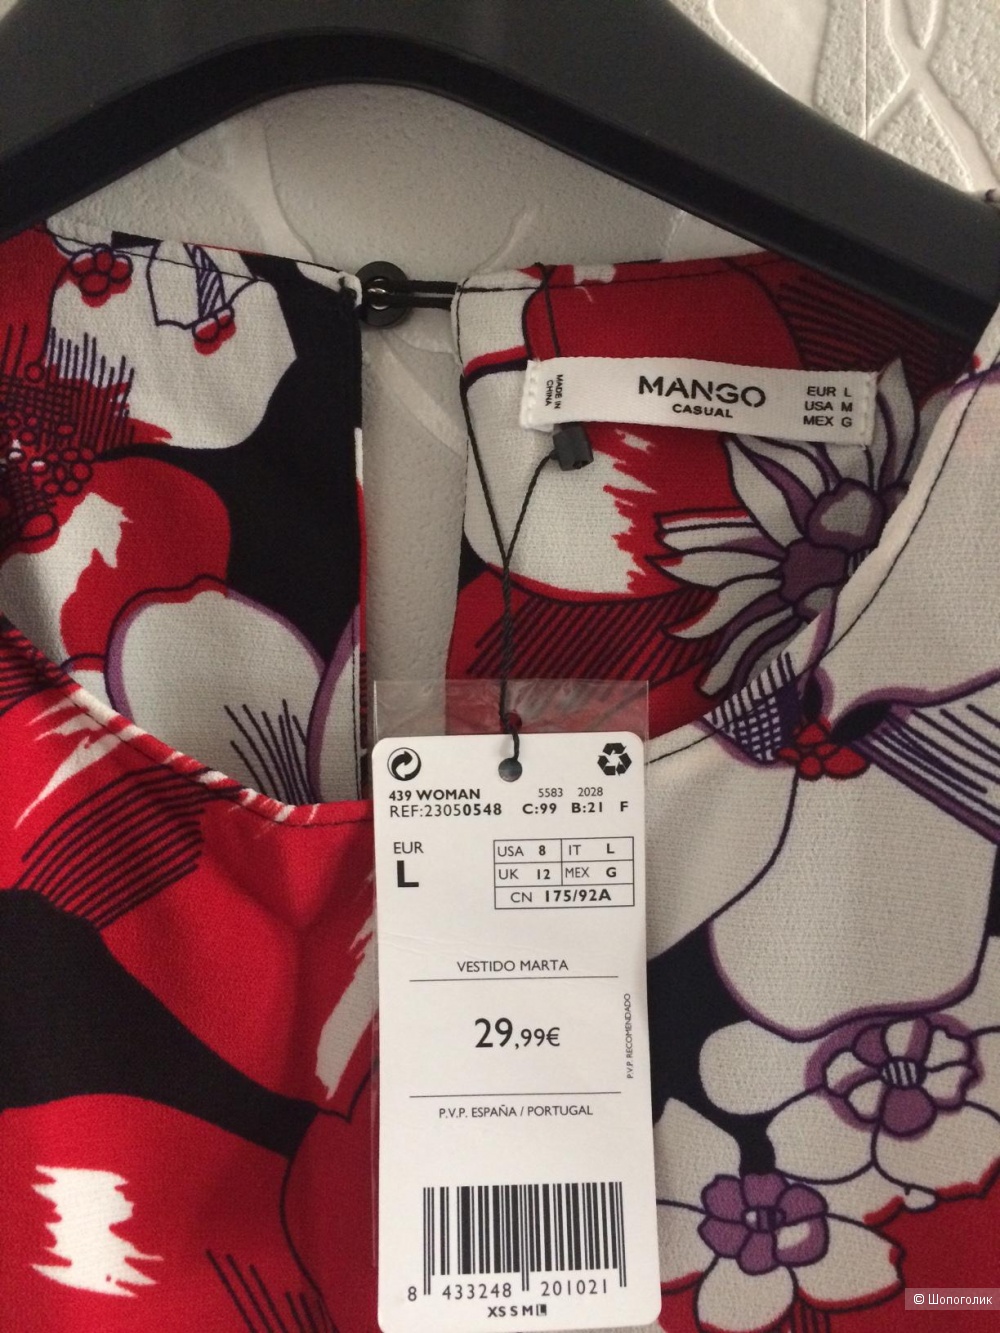 MADE IN
CHINA
MANGO
CASUAL
EUR L
USA M
MEX G
439 WOMAN 5583 2028
REF:23050548 C:99 B:21 F
EUR
L
USA 8 IT L
UK 12 MEX G
CN 175/92A
VESTIDO MARTA
29,99€
P.V.P. RECOMENDADO
P.V.P. ESPAÑA / PORTUGAL
8 433248 201021
XS S M L
© Шопоголик